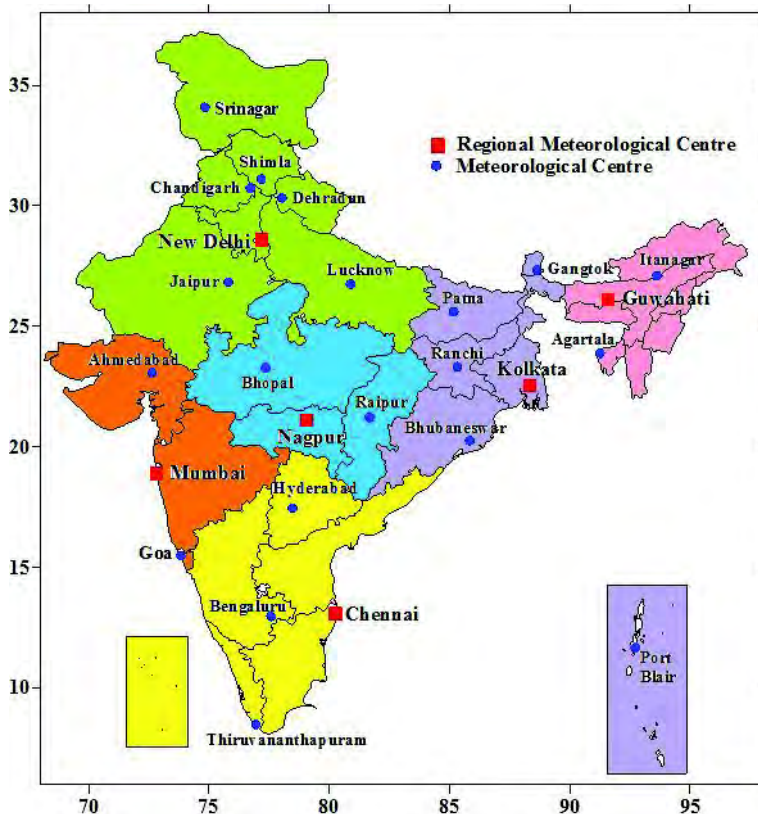 35
Srinagar
Regional Meteorological Centre
Meteorological Centre
Shimla
Chandigarh
Dehradun
30
New Delhi
Jaipur
Lucknow
Gangtok
Itanagar
Patna
Guwahati
25
Ahmedabad
Bhopal
Ranchi
Agartala
Kolkata
Raipur
Nagpur
Bhubaneswar
20
Mumbai
Hyderabad
Goa
15
Bengaluru
Chennai
10
Port
Blair
Thiruvananthapuram
70 75 80 85 90 95